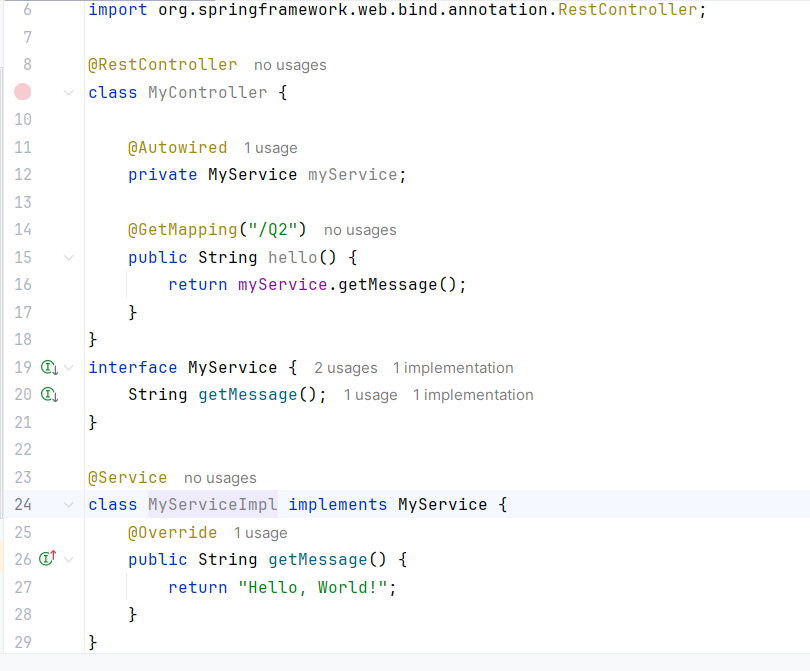 6 import org.springframework.web.bind.annotation.RestController;
7
8 @RestController no usages
class MyController {
10
11 @Autowired 1 usage
12 private MyService myService;
13
14 @GetMapping("/Q2") no usages
15 public String hello() {
16 return myService.getMessage();
17 }
18 }
19 interface MyService { 2 usages 1 implementation
20 String getMessage(); 1 usage 1 implementation
21 }
22
23 @Service no usages
24 class MyServiceImpl implements MyService {
25 @Override 1 usage
26 public String getMessage() {
27 return "Hello, World!";
28 }
29 }